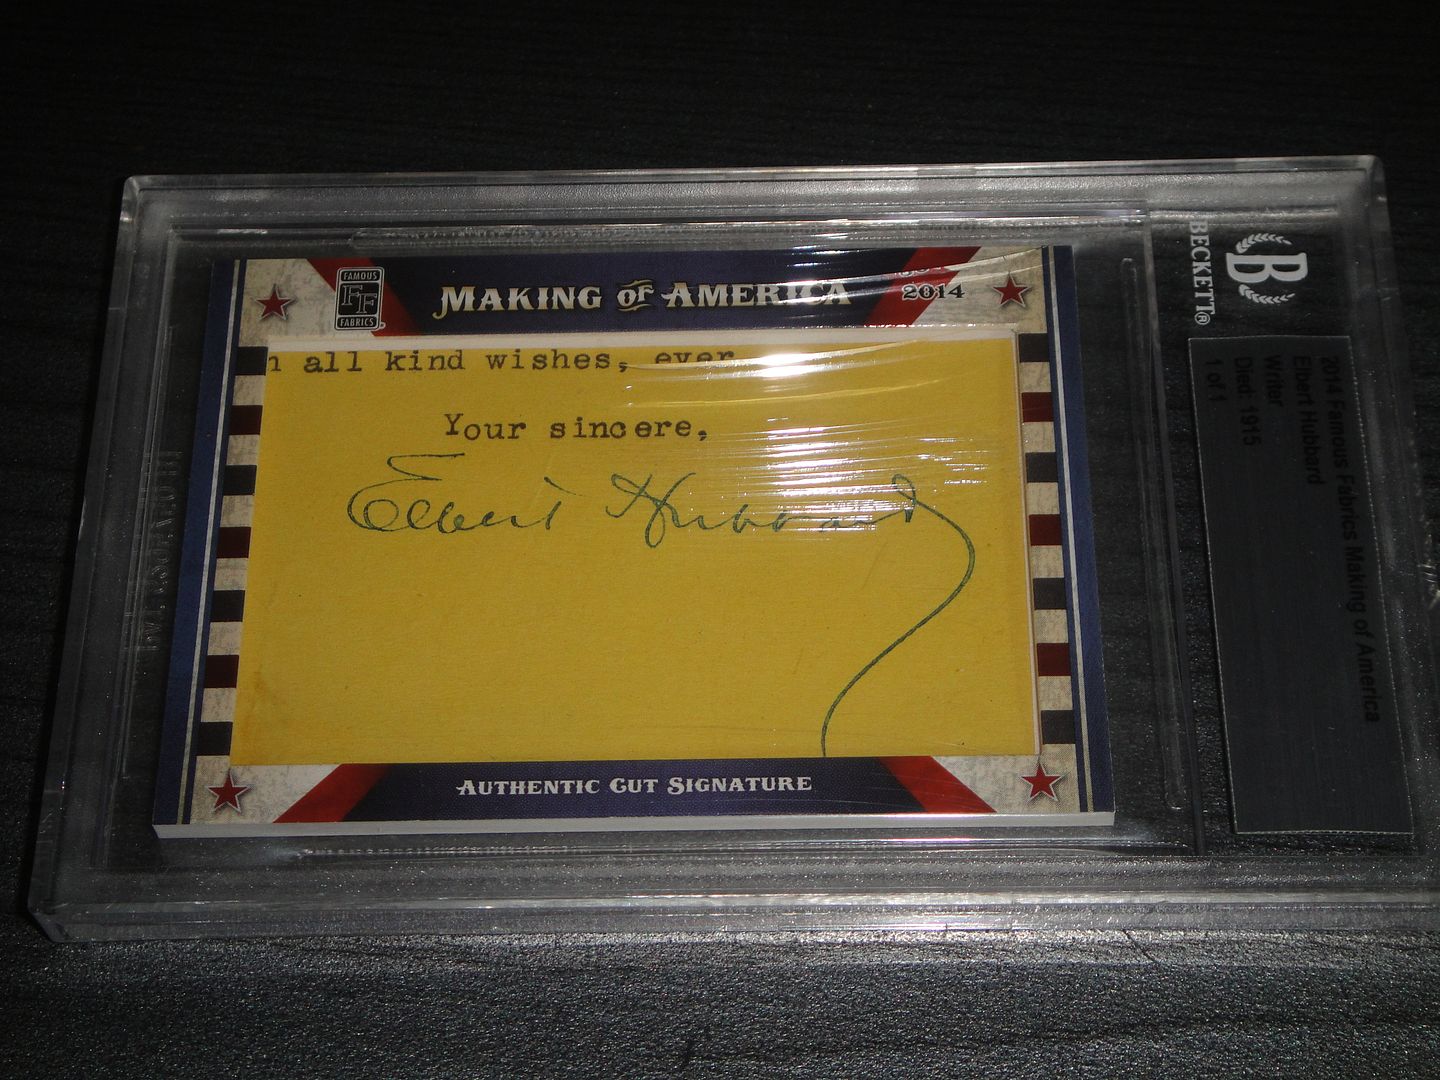 FAMOUS
FF
FABRICS
MAKING OF AMERICA
2014
n all kind wishes, ever
Your sincere,
Elbert Hubbard
AUTHENTIC CUT SIGNATURE
B
BECKETT®
2014 Famous Fabrics Making of America
Elbert Hubbard
Writer
Died: 1915
1 of 1